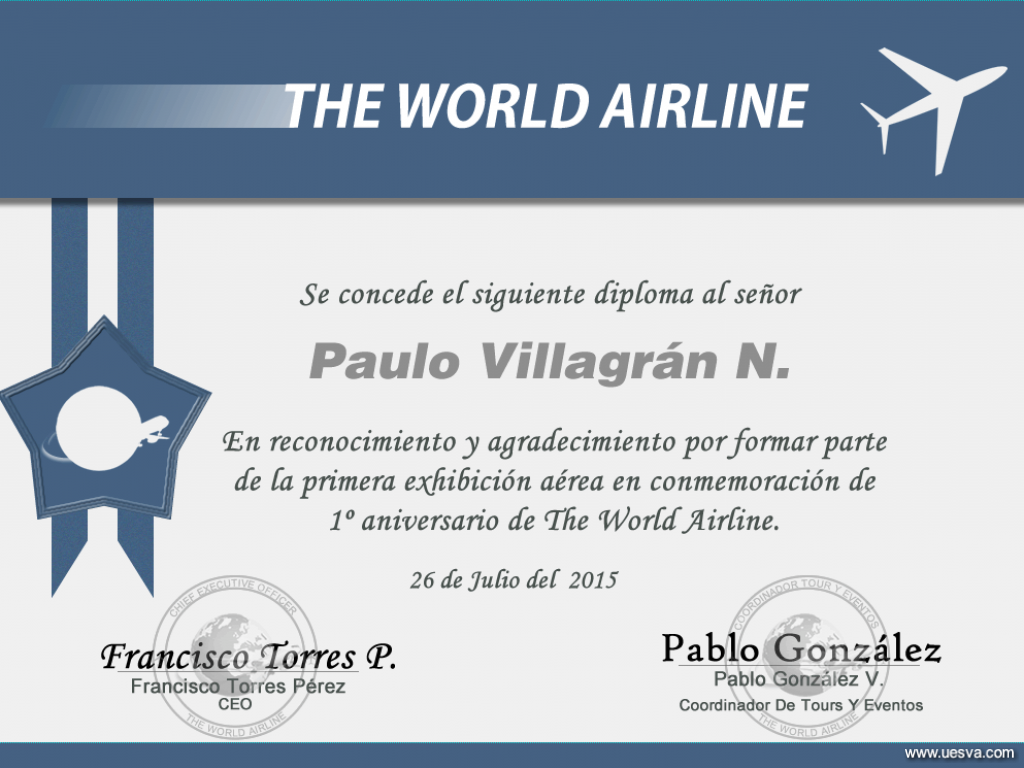 THE WORLD AIRLINE
Se concede el siguiente diploma al señor
Paulo Villagrán N.
En reconocimiento y agradecimiento por formar parte
de la primera exhibición aérea en conmemoración de
1º aniversario de The World Airline.
26 de Julio del 2015
CHIEF EXECUTIVE OFFICER
Francisco Torres P.
Francisco Torres Pérez
CEO
THE WORLD AIRLINE
COORDINADOR TOUR Y EVENTOS
Pablo González
Pablo González V.
Coordinador De Tours Y Eventos
THE WORLD AIRLINE
www.uesva.com